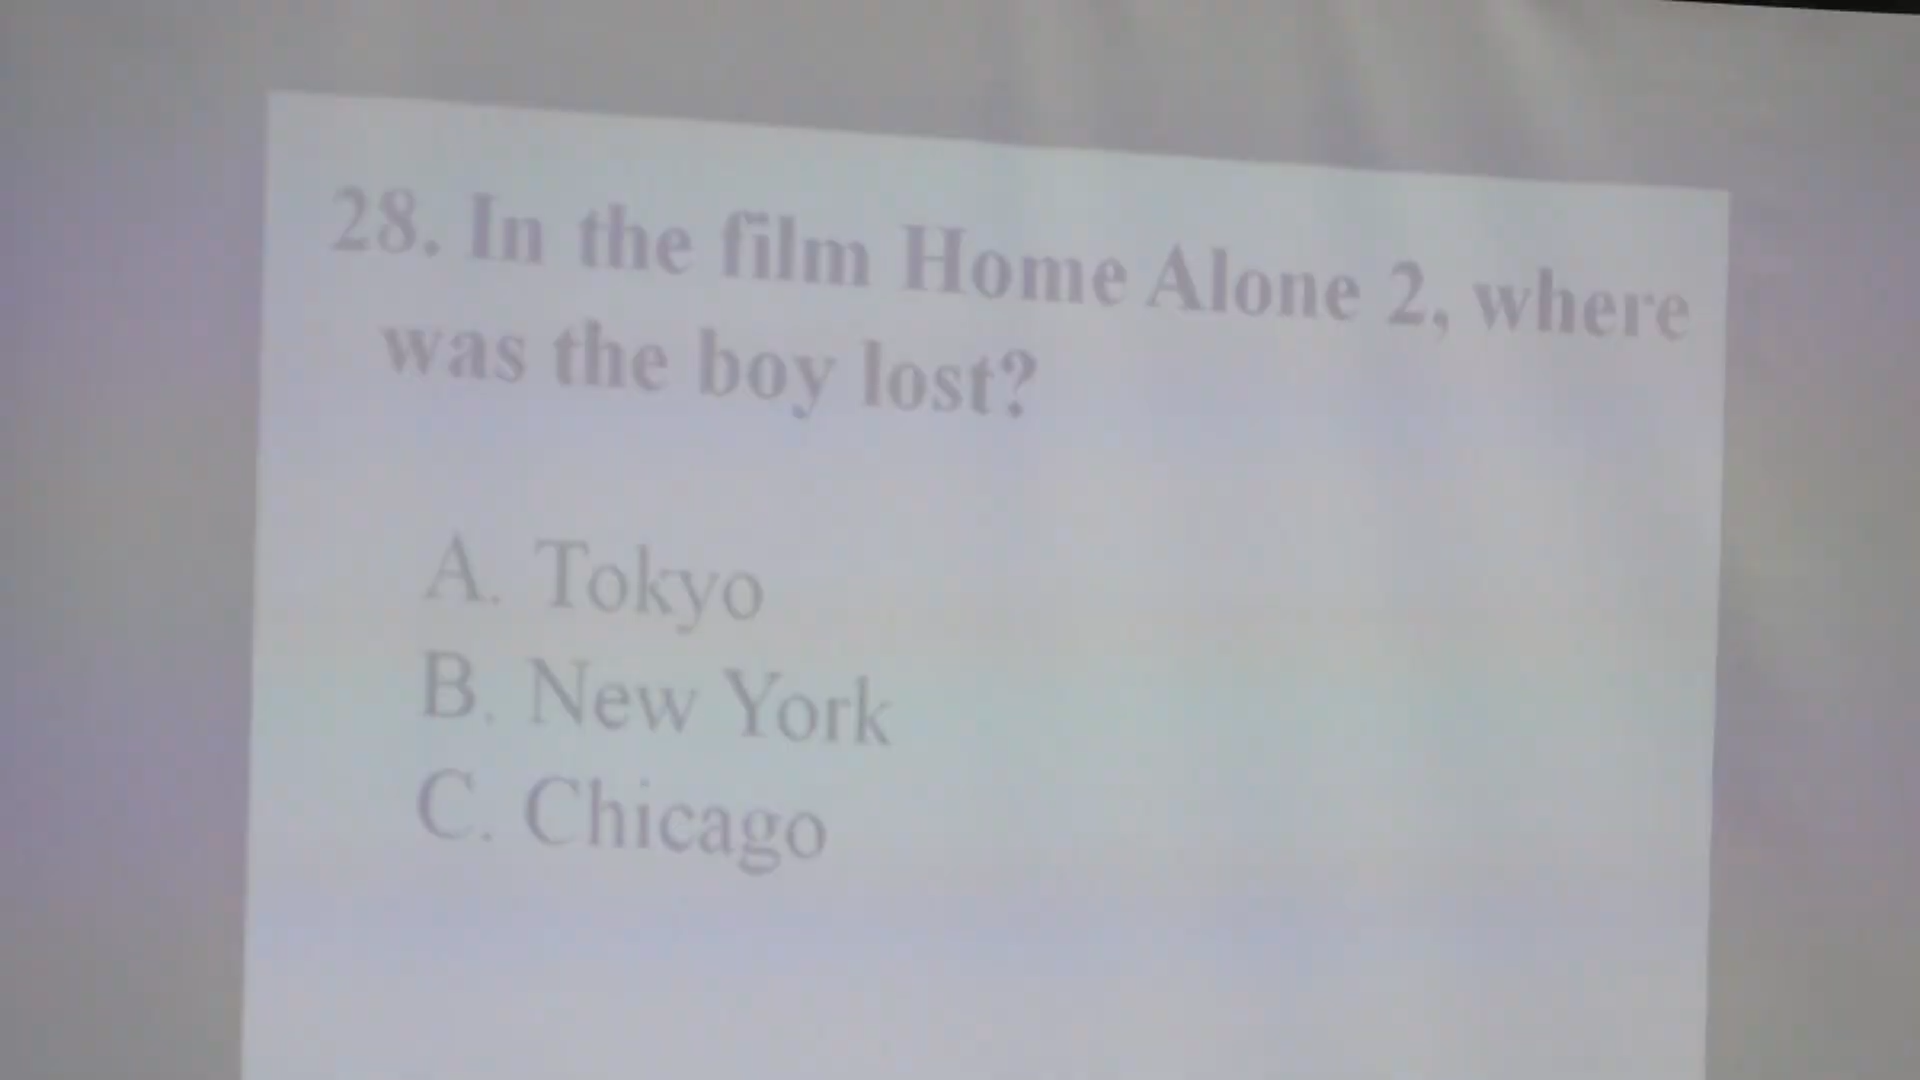 28. In the film Home Alone 2, where
was the boy lost?
A. Tokyo
B. New York
C. Chicago